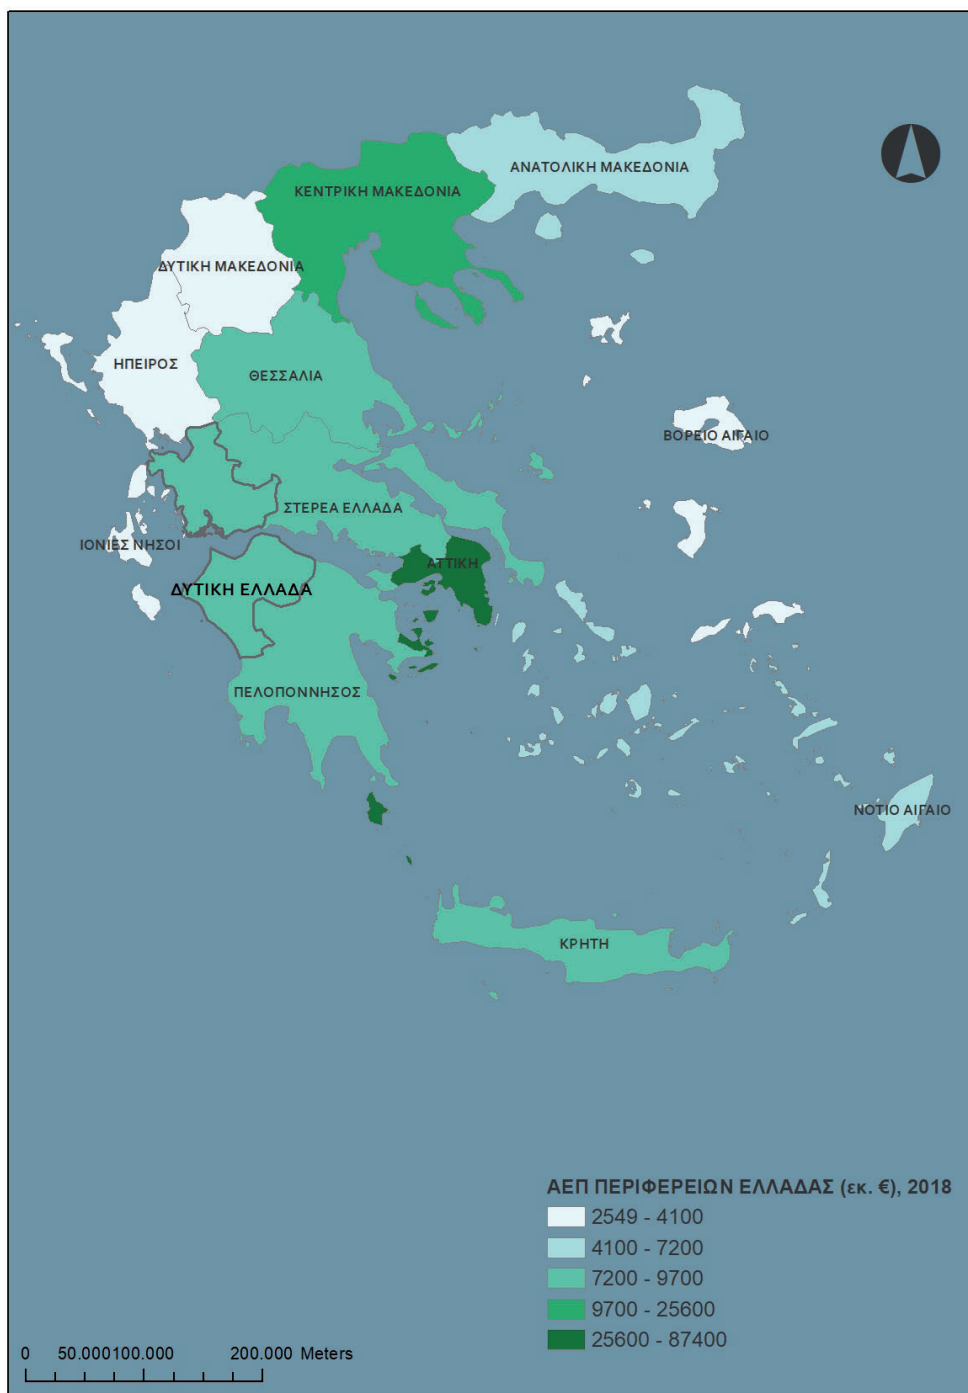 ΑΝΑΤΟΛΙΚΗ ΜΑΚΕΔΟΝΙΑ
ΚΕΝΤΡΙΚΗ ΜΑΚΕΔΟΝΙΑ
ΔΥΤΙΚΗ ΜΑΚΕΔΟΝΙΑ
ΗΠΕΙΡΟΣ
ΘΕΣΣΑΛΙΑ
ΒΟΡΕΙΟ ΑΙΓΑΙΟ
ΣΤΕΡΕΑ ΕΛΛΑΔΑ
ΙΟΝΙΕΣ ΝΗΣΟΙ
ΑΤΤΙΚΗ
ΔΥΤΙΚΗ ΕΛΛΑΔΑ
ΠΕΛΟΠΟΝΝΗΣΟΣ
ΝΟΤΙΟ ΑΙΓΑΙΟ
ΚΡΗΤΗ
ΑΕΠ ΠΕΡΙΦΕΡΕΙΩΝ ΕΛΛΑΔΑΣ (εκ. €), 2018
2549 - 4100
4100 - 7200
7200 - 9700
9700 - 25600
25600 - 87400
0 50.000 100.000 200.000 Meters